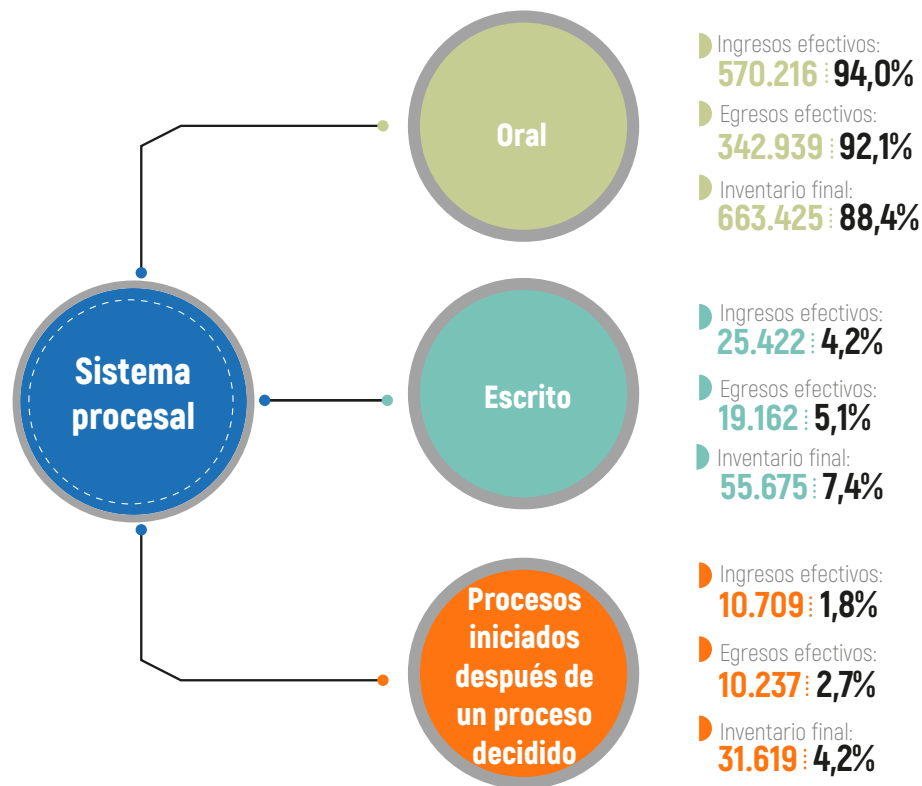 Sistema
procesal
Oral
Ingresos efectivos:
570.216 94,0%
Egresos efectivos:
342.939 92,1%
Inventario final:
663.425 88,4%
Escrito
Ingresos efectivos:
25.422 4,2%
Egresos efectivos:
19.162 5,1%
Inventario final:
55.675 7,4%
Procesos
iniciados
después de
un proceso
decidido
Ingresos efectivos:
10.709 1,8%
Egresos efectivos:
10.237 2,7%
Inventario final:
31.619 4,2%